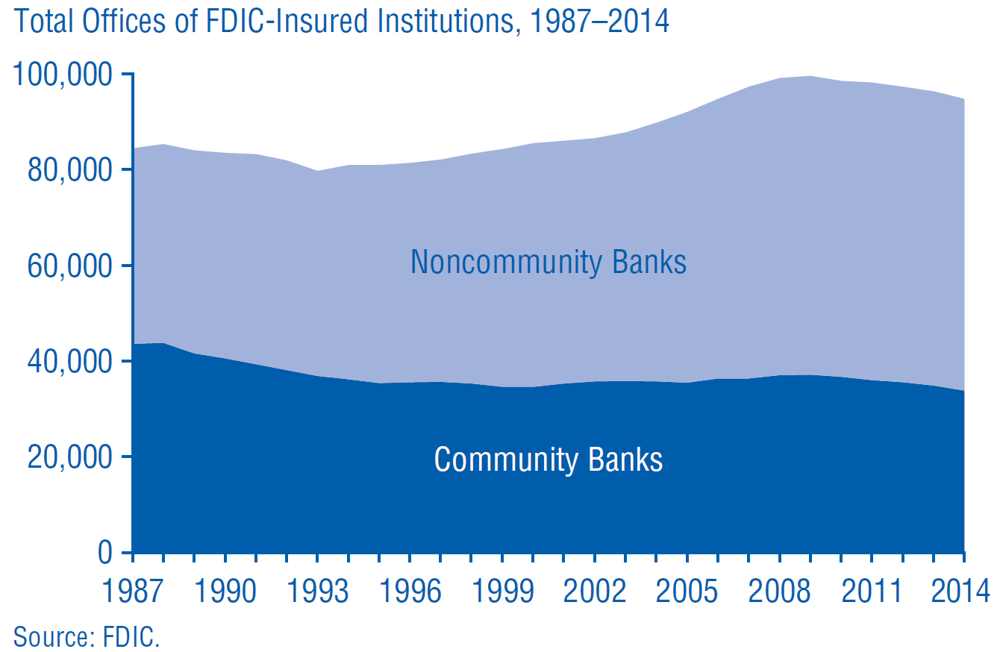 Total Offices of FDIC-Insured Institutions, 1987–2014
100,000
80,000
60,000
Noncommunity Banks
40,000
20,000
Community Banks
0
1987 1990 1993 1996 1999 2002 2005 2008 2011 2014
Source: FDIC.